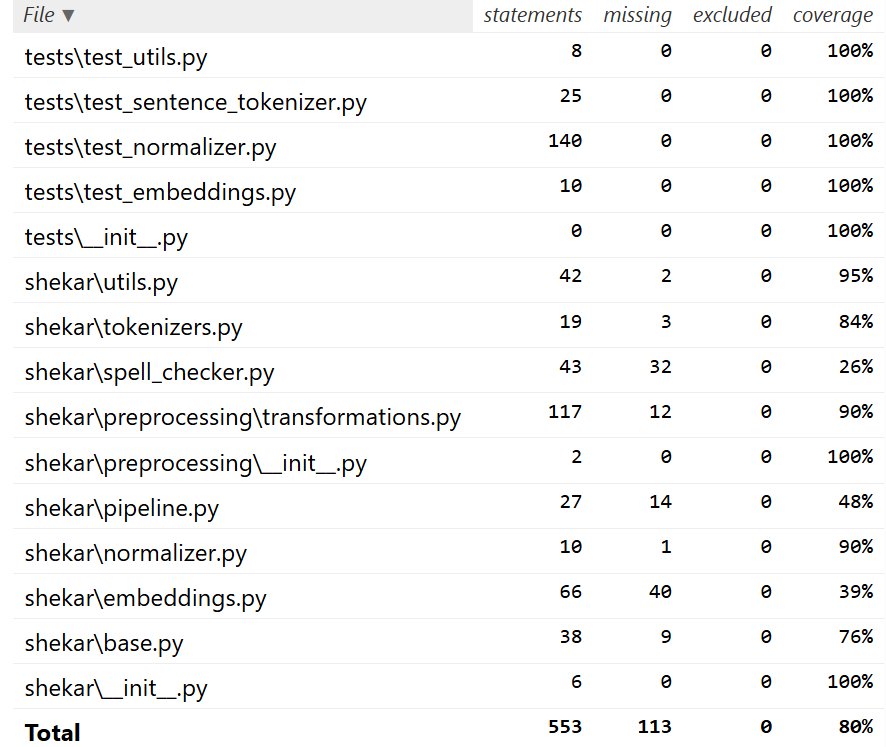 File ▼ statements missing excluded coverage
tests\test_utils.py 8 0 0 100%
tests\test_sentence_tokenizer.py 25 0 0 100%
tests\test_normalizer.py 140 0 0 100%
tests\test_embeddings.py 10 0 0 100%
tests\__init__.py 0 0 0 100%
shekar\utils.py 42 2 0 95%
shekar\tokenizers.py 19 3 0 84%
shekar\spell_checker.py 43 32 0 26%
shekar\preprocessing\transformations.py 117 12 0 90%
shekar\preprocessing\__init__.py 2 0 0 100%
shekar\pipeline.py 27 14 0 48%
shekar\normalizer.py 10 1 0 90%
shekar\embeddings.py 66 40 0 39%
shekar\base.py 38 9 0 76%
shekar\__init__.py 6 0 0 100%
Total 553 113 0 80%